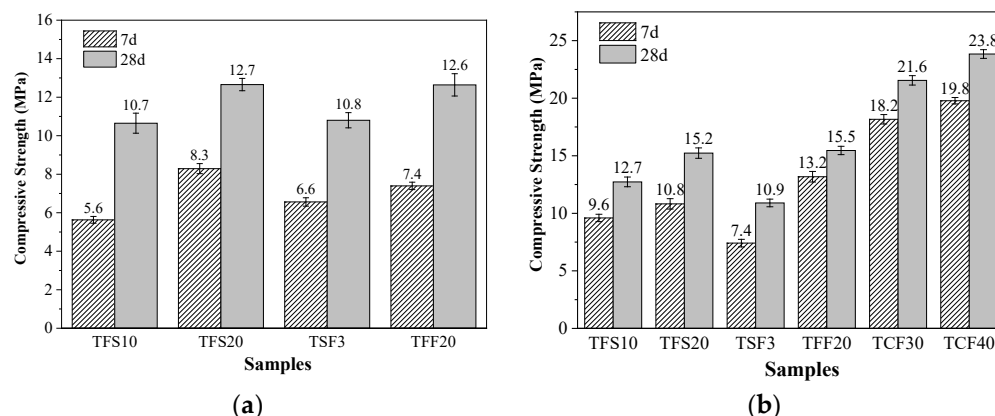 16
14
12
10
8
6
4
2
0
Compressive Strength (MPa)
7d
28d
5.6
10.7
8.3
12.7
6.6
10.8
7.4
12.6
TFS10
TFS20
TSF3
TFF20
Samples
(a)
25
20
15
10
5
0
Compressive Strength (MPa)
7d
28d
9.6
12.7
10.8
15.2
7.4
10.9
13.2
15.5
18.2
21.6
19.8
23.8
TFS10
TFS20
TSF3
TFF20
TCF30
TCF40
Samples
(b)